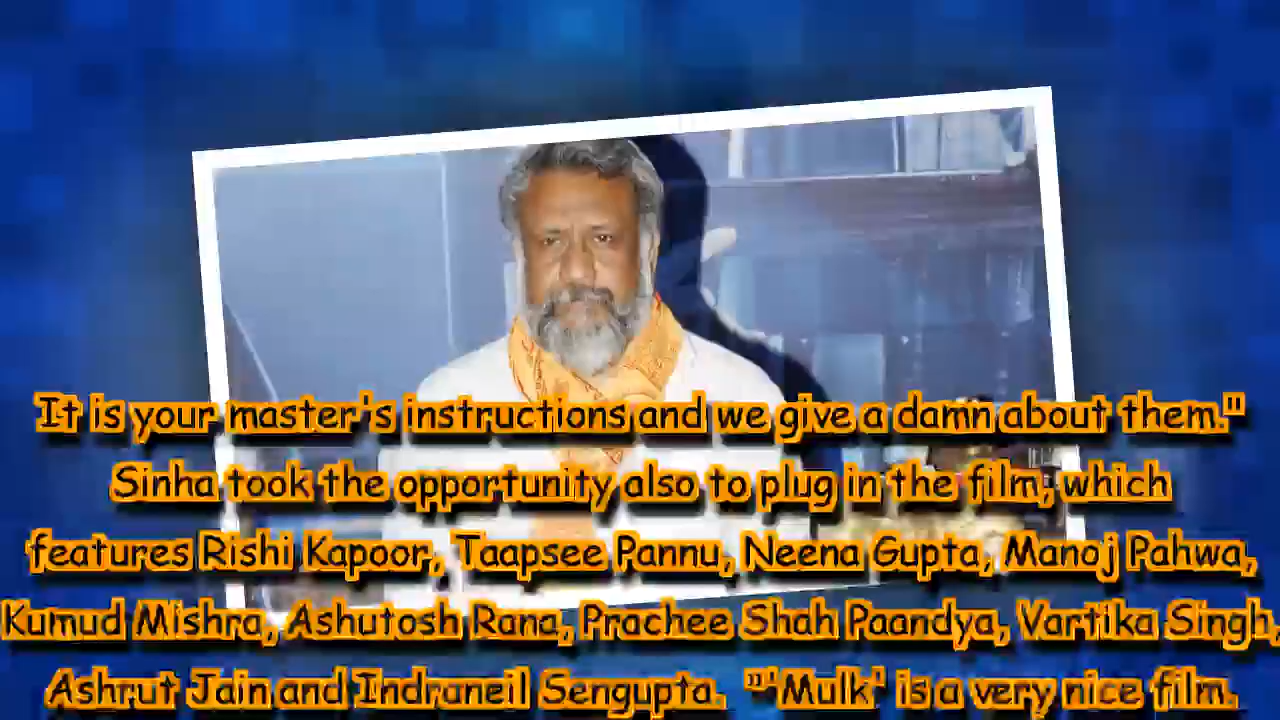 It is your master's instructions and we give a damn about them."
Sinha took the opportunity also to plug in the film, which
features Rishi Kapoor, Taapsee Pannu, Neena Gupta, Manoj Pahwa,
Kumud Mishra, Ashutosh Rana, Prachee Shah Paandya, Vartika Singh,
Ashrut Jain and Indraneil Sengupta. "'Mulk' is a very nice film.